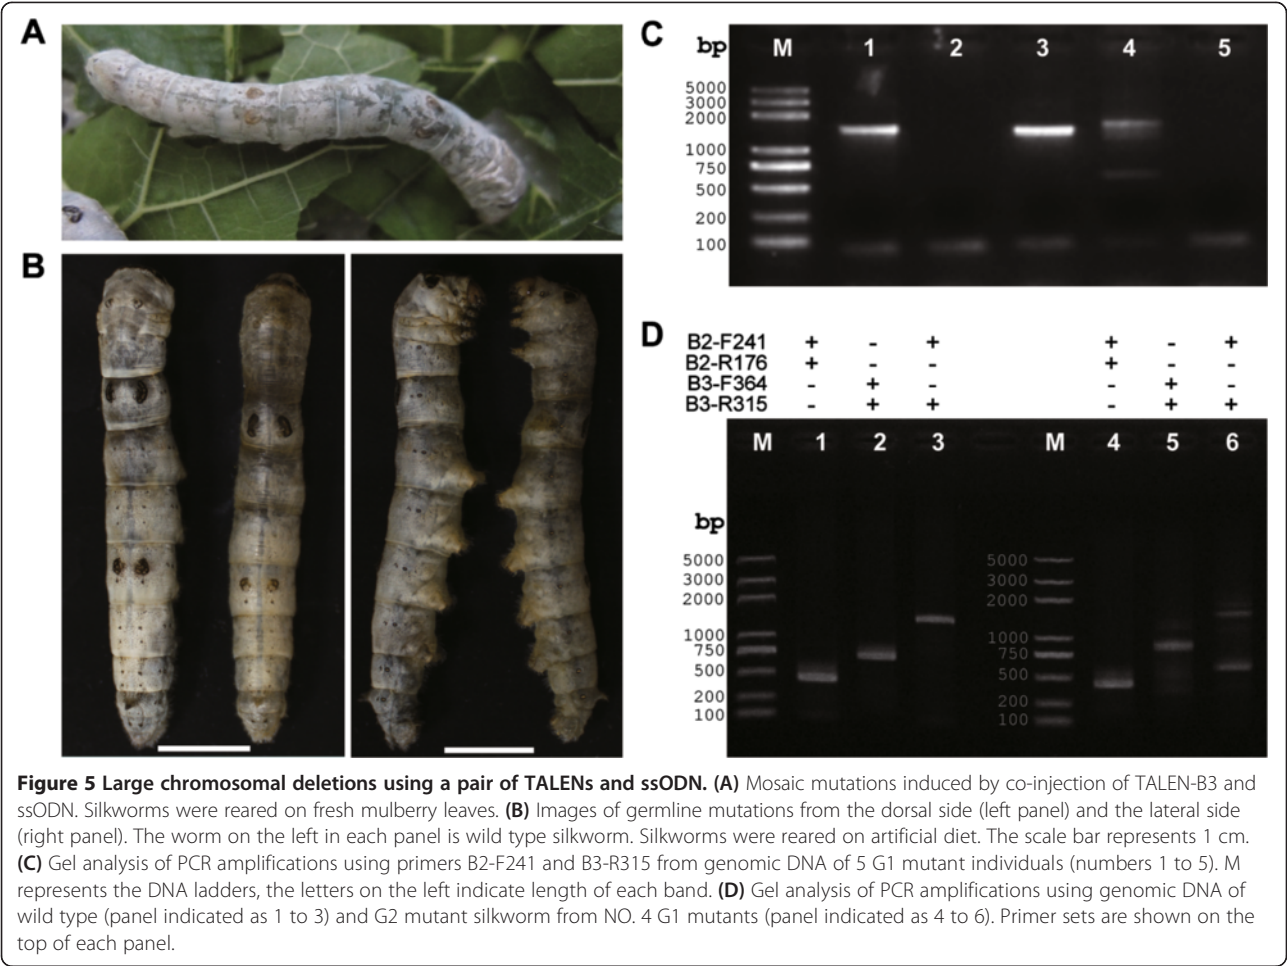 A
B
C
bp M 1 2 3 4 5
5000
3000
2000
1000
750
500
200
100
D
B2-F241 + - + + - +
B2-R176 + - - + - -
B3-F364 - + - - + -
B3-R315 - + + - + +
M 1 2 3 M 4 5 6
bp
5000 5000
3000 3000
2000 2000
1000 1000
750 750
500 500
200 200
100 100
Figure 5 Large chromosomal deletions using a pair of TALENs and ssODN. (A) Mosaic mutations induced by co-injection of TALEN-B3 and
ssODN. Silkworms were reared on fresh mulberry leaves. (B) Images of germline mutations from the dorsal side (left panel) and the lateral side
(right panel). The worm on the left in each panel is wild type silkworm. Silkworms were reared on artificial diet. The scale bar represents 1 cm.
(C) Gel analysis of PCR amplifications using primers B2-F241 and B3-R315 from genomic DNA of 5 G1 mutant individuals (numbers 1 to 5). M
represents the DNA ladders, the letters on the left indicate length of each band. (D) Gel analysis of PCR amplifications using genomic DNA of
wild type (panel indicated as 1 to 3) and G2 mutant silkworm from NO. 4 G1 mutants (panel indicated as 4 to 6). Primer sets are shown on the
top of each panel.